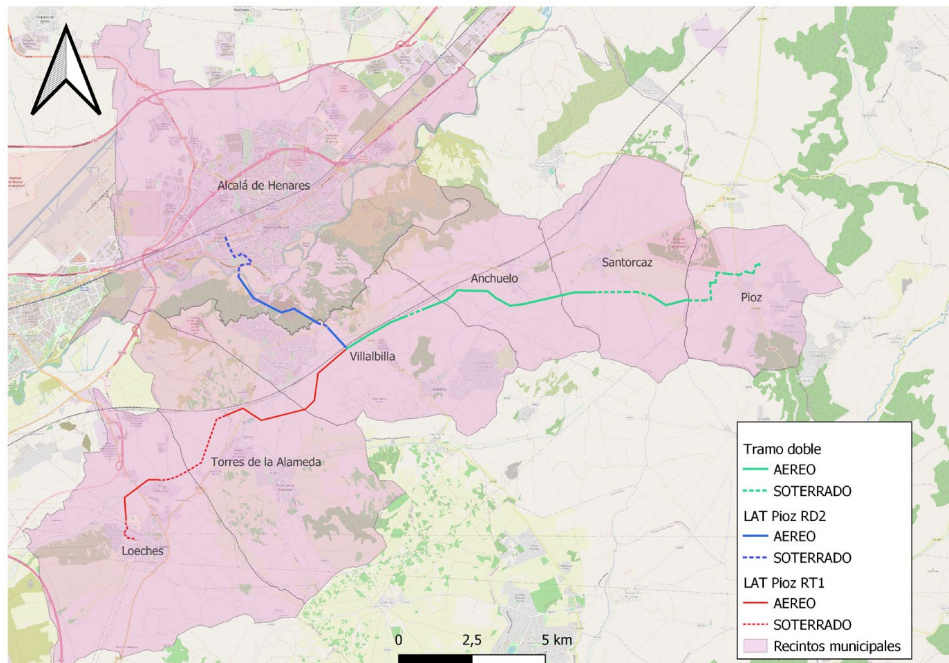 Alcalá de Henares
Anchuelo
Santorcaz
Pioz
Villalbilla
Torres de la Alameda
Loeches
Tramo doble
AEREO
SOTERRADO
LAT Pioz RD2
AEREO
SOTERRADO
LAT Pioz RT1
AEREO
SOTERRADO
Recintos municipales
0 2,5 5 km